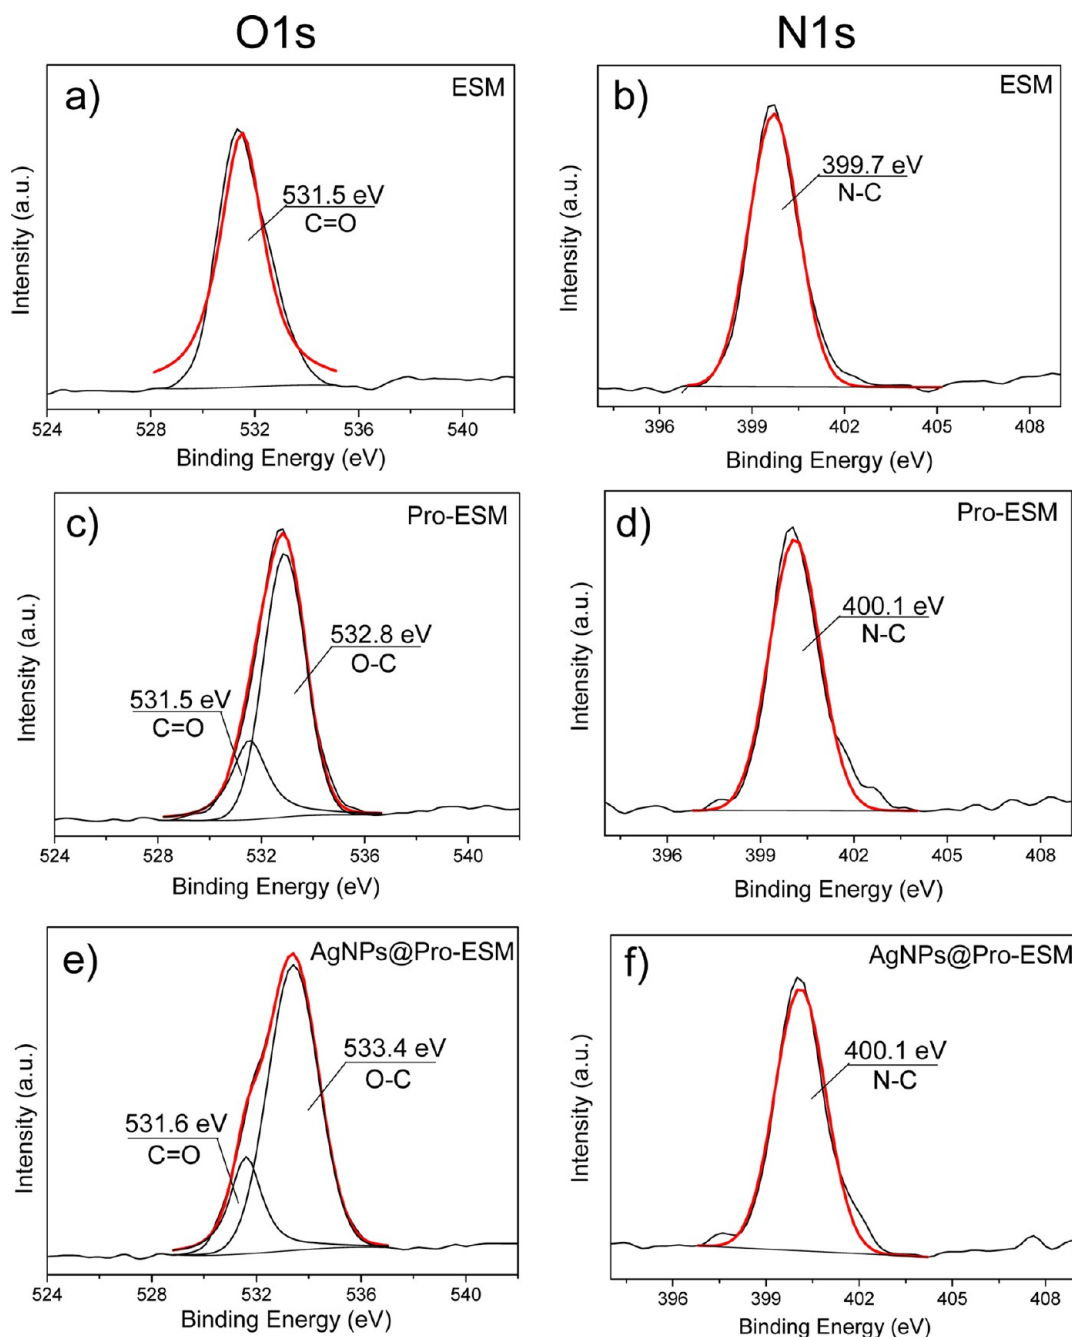 O1s
N1s
a)
ESM
531.5 eV
C=O
Intensity (a.u.)
524 528 532 536 540
Binding Energy (eV)
b)
ESM
399.7 eV
N-C
Intensity (a.u.)
396 399 402 405 408
Binding Energy (eV)
c)
Pro-ESM
532.8 eV
O-C
531.5 eV
C=O
Intensity (a.u.)
524 528 532 536 540
Binding Energy (eV)
d)
Pro-ESM
400.1 eV
N-C
Intensity (a.u.)
396 399 402 405 408
Binding Energy (eV)
e)
AgNPs@Pro-ESM
533.4 eV
O-C
531.6 eV
C=O
Intensity (a.u.)
524 528 532 536 540
Binding Energy (eV)
f)
AgNPs@Pro-ESM
400.1 eV
N-C
Intensity (a.u.)
396 399 402 405 408
Binding Energy (eV)